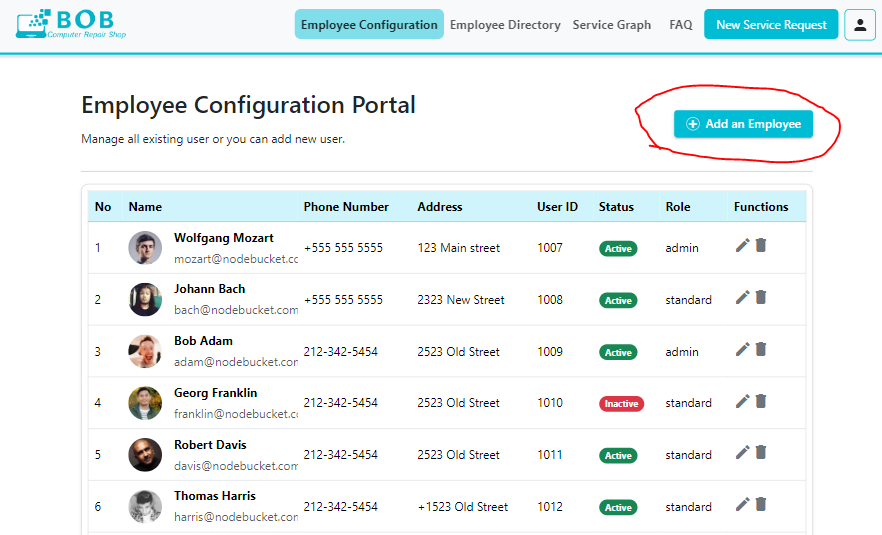 BOB
Computer Repair Shop
Employee Configuration Employee Directory Service Graph FAQ New Service Request
Employee Configuration Portal
Add an Employee
Manage all existing user or you can add new user.
No Name Phone Number Address User ID Status Role Functions
1 Wolfgang Mozart +555 555 5555 123 Main street 1007 Active admin
mozart@nodebucket.cc
2 Johann Bach +555 555 5555 2323 New Street 1008 Active standard
bach@nodebucket.com
3 Bob Adam 212-342-5454 2523 Old Street 1009 Active admin
adam@nodebucket.con
4 Georg Franklin 212-342-5454 2523 Old Street 1010 Inactive standard
franklin@nodebucket.cc
5 Robert Davis 212-342-5454 2523 Old Street 1011 Active standard
davis@nodebucket.com
6 Thomas Harris 212-342-5454 +1523 Old Street 1012 Active standard
harris@nodebucket.con